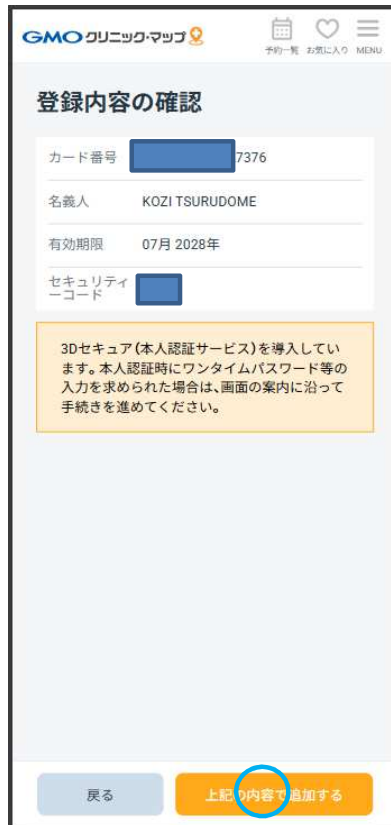 GMOクリニック・マップ
予約一覧 お気に入り MENU
登録内容の確認
カード番号 7376
名義人 KOZI TSURUDOME
有効期限 07月 2028年
セキュリティ
ーコード
3Dセキュア(本人認証サービス)を導入してい
ます。本人認証時にワンタイムパスワード等の
入力を求められた場合は、画面の案内に沿って
手続きを進めてください。
戻る 上記の内容で追加する